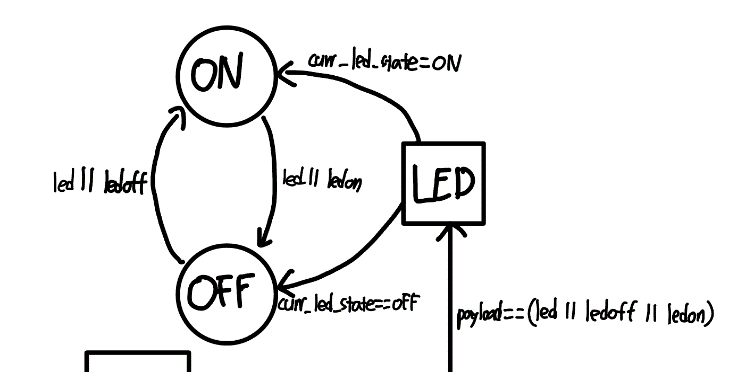 curr_led_state=ON
ON
led || ledoff
led || ledon
LED
OFF
curr_led_state==OFF
payload==(led || ledoff || ledon)